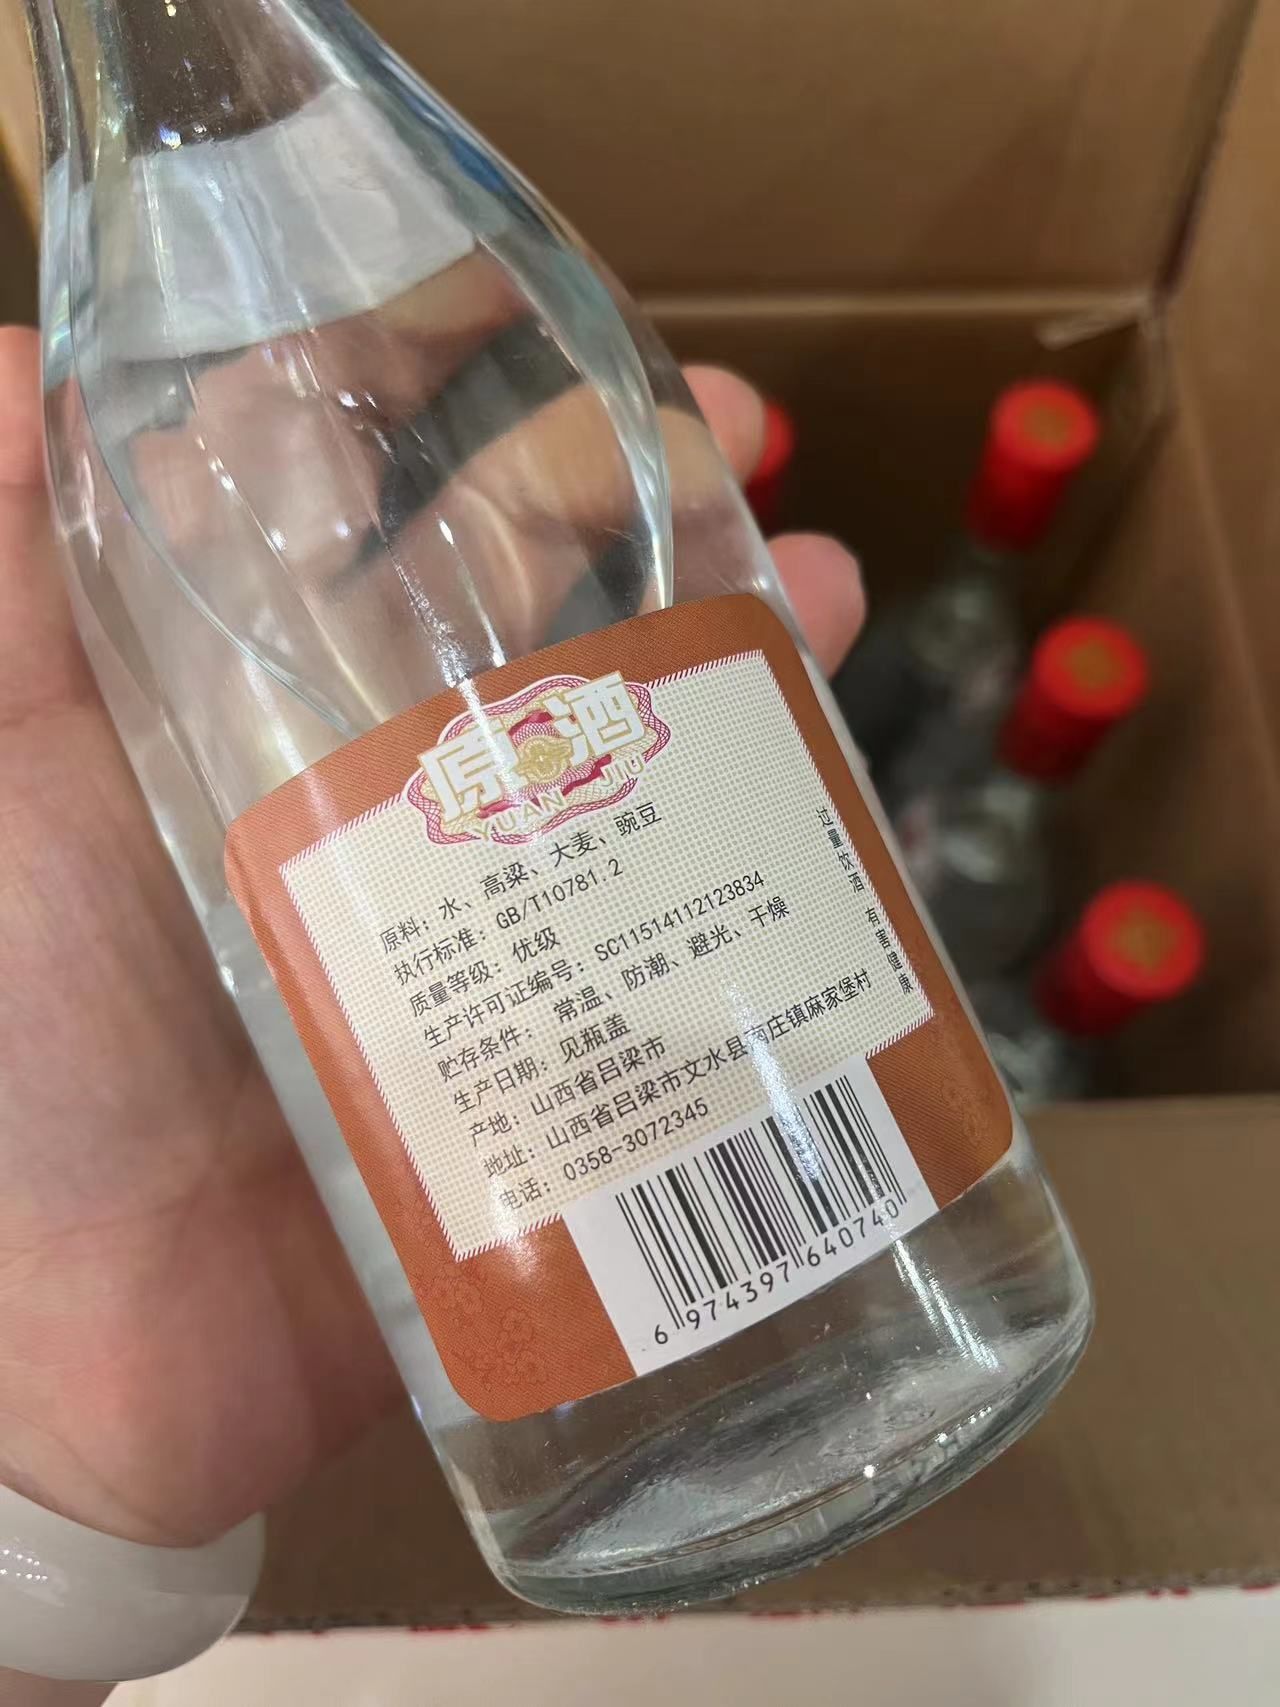 原酒
YUAN JIU
原料：水、高粱、大麦、豌豆
执行标准：GB/T10781.2
质量等级：优级
生产许可证编号：SC11514112123834
贮存条件：常温、防潮、避光、干燥
生产日期：见瓶盖
产地：山西省吕梁市
地址：山西省吕梁市文水县南庄镇麻家堡村
电话：0358-3072345
过量饮酒 有害健康
6 974397 640740